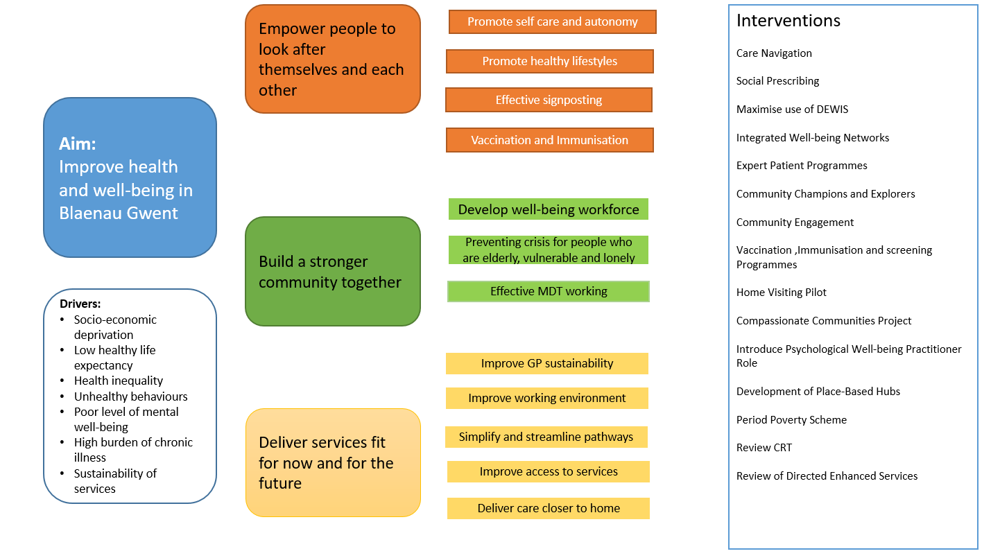 Aim:
Improve health
and well-being in
Blaenau Gwent
Drivers:
• Socio-economic
deprivation
• Low healthy life
expectancy
• Health inequality
• Unhealthy behaviours
• Poor level of mental
well-being
• High burden of chronic
illness
• Sustainability of
services
Empower people to
look after
themselves and each
other
Promote self care and autonomy
Promote healthy lifestyles
Effective signposting
Vaccination and Immunisation
Build a stronger
community together
Develop well-being workforce
Preventing crisis for people who
are elderly, vulnerable and lonely
Effective MDT working
Deliver services fit
for now and for the
future
Improve GP sustainability
Improve working environment
Simplify and streamline pathways
Improve access to services
Deliver care closer to home
Interventions
Care Navigation
Social Prescribing
Maximise use of DEWIS
Integrated Well-being Networks
Expert Patient Programmes
Community Champions and Explorers
Community Engagement
Vaccination ,Immunisation and screening
Programmes
Home Visiting Pilot
Compassionate Communities Project
Introduce Psychological Well-being Practitioner
Role
Development of Place-Based Hubs
Period Poverty Scheme
Review CRT
Review of Directed Enhanced Services